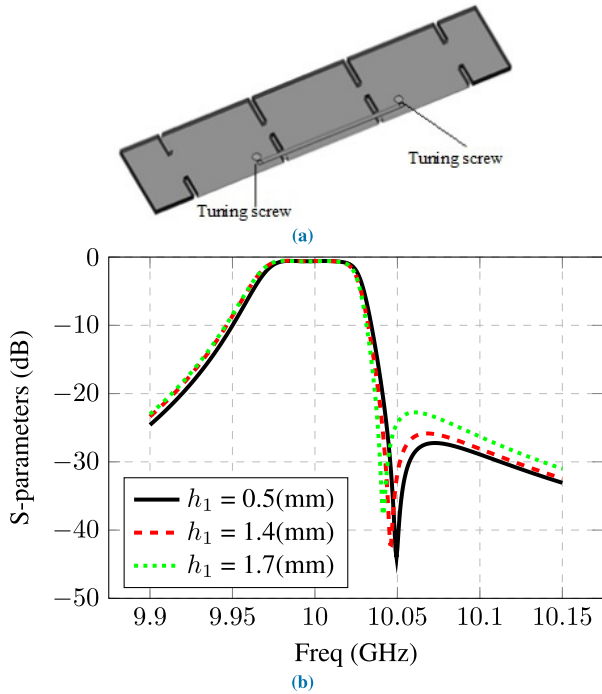 Tuning screw
Tuning screw
(a)
S-parameters (dB)
0
−10
−20
−30
−40
−50
h₁ = 0.5(mm)
h₁ = 1.4(mm)
h₁ = 1.7(mm)
9.9 9.95 10 10.05 10.1 10.15
Freq (GHz)
(b)